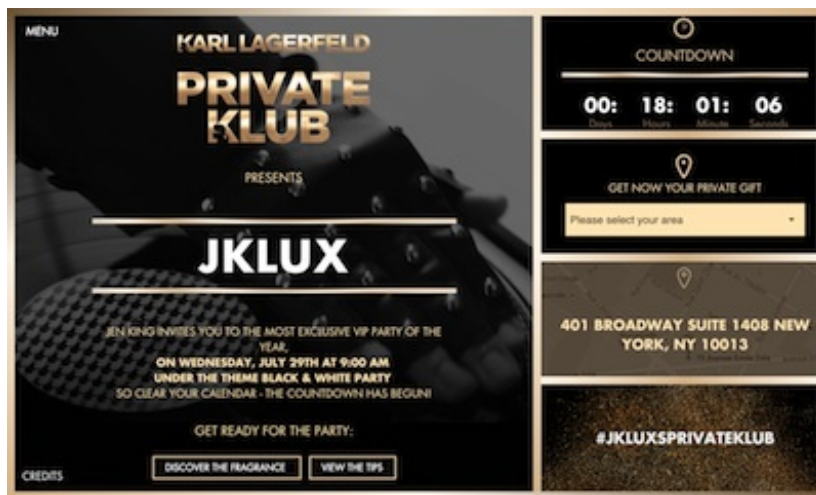 MENU
KARL LAGERFELD
PRIVATE
KLUB
PRESENTS
JKLUX
JEN KING INVITES YOU TO THE MOST EXCLUSIVE VIP PARTY OF THE
YEAR,
ON WEDNESDAY, JULY 29TH AT 9:00 AM
UNDER THE THEME BLACK & WHITE PARTY
SO CLEAR YOUR CALENDAR - THE COUNTDOWN HAS BEGUN!
GET READY FOR THE PARTY:
DISCOVER THE FRAGRANCE
VIEW THE TIPS
CREDITS
COUNTDOWN
00: 18: 01: 06
Days Hours Minute Seconds
GET NOW YOUR PRIVATE GIFT
Please select your area
401 BROADWAY SUITE 1408 NEW
YORK, NY 10013
#JKLUXSPRIVATEKLUB